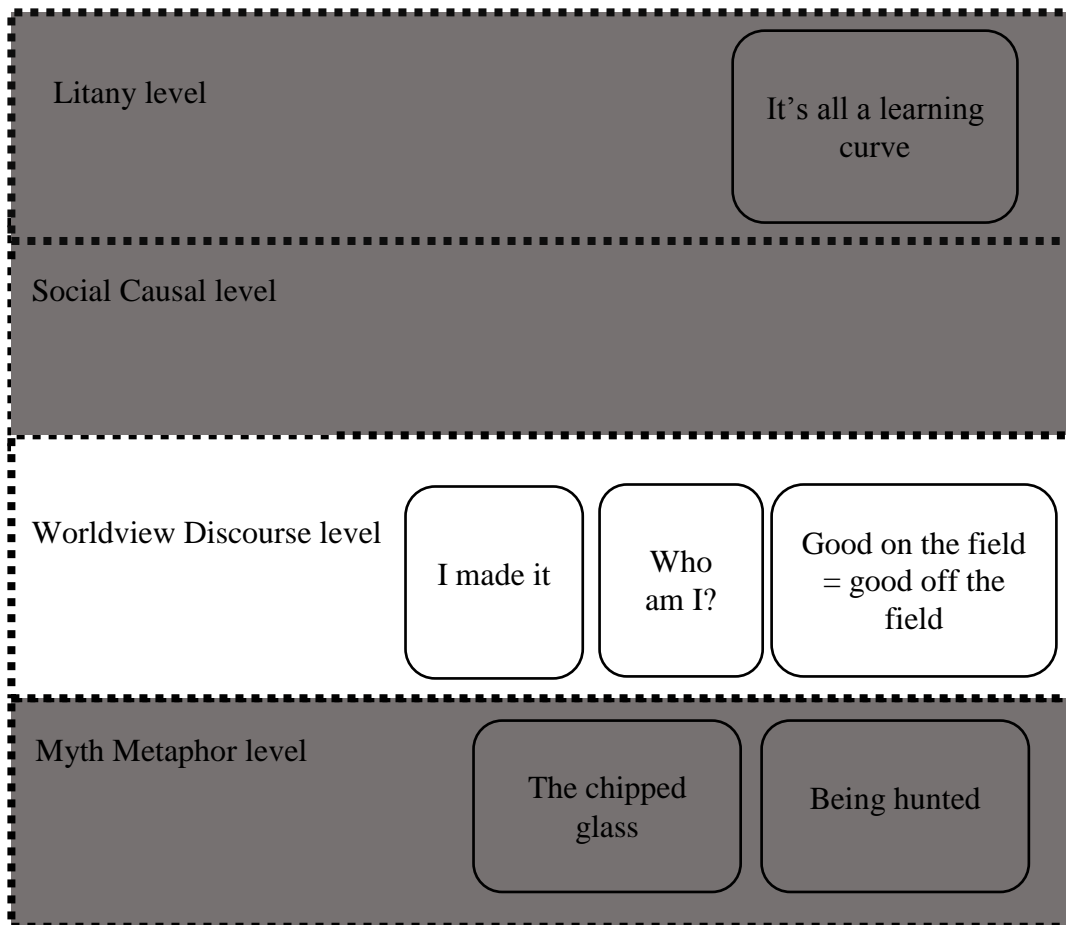 Litany level
It’s all a learning
curve
Social Causal level
Worldview Discourse level
I made it
Who
am I?
Good on the field
= good off the
field
Myth Metaphor level
The chipped
glass
Being hunted